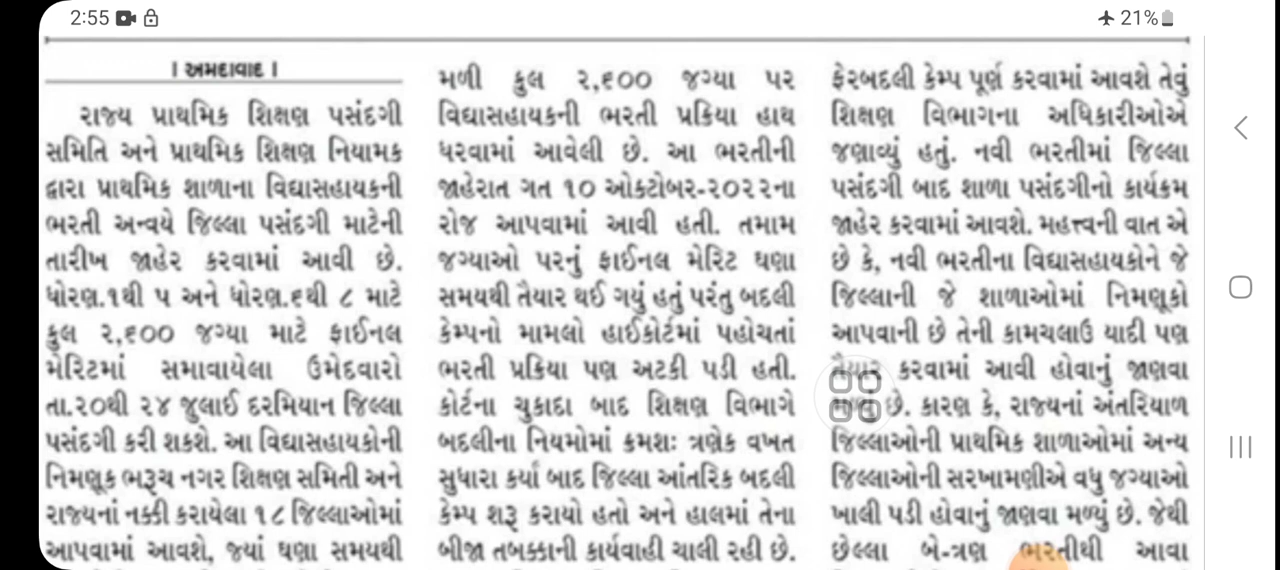 2:55
21%
। અમદાવાદ ।
રાજ્ય પ્રાથમિક શિક્ષણ પસંદગી
સમિતિ અને પ્રાથમિક શિક્ષણ નિયામક
દ્વારા પ્રાથમિક શાળાના વિદ્યાસહાયકની
ભરતી અન્વયે જિલ્લા પસંદગી માટેની
તારીખ જાહેર કરવામાં આવી છે.
ધોરણ.૧થી ૫ અને ધોરણ.૬થી ૮ માટે
કુલ ૨,૬૦૦ જગ્યા માટે ફાઈનલ
મેરિટમાં સમાવાયેલા ઉમેદવારો
તા.૨૦થી ૨૪ જુલાઈ દરમિયાન જિલ્લા
પસંદગી કરી શકશે. આ વિદ્યાસહાયકોની
નિમણૂક ભરૂચ નગર શિક્ષણ સમિતી અને
રાજ્યનાં નક્કી કરાયેલા ૧૮ જિલ્લાઓમાં
આપવામાં આવશે, જ્યાં ઘણા સમયથી
મળી કુલ ૨,૬૦૦ જગ્યા પર
વિદ્યાસહાયકની ભરતી પ્રક્રિયા હાથ
ધરવામાં આવેલી છે. આ ભરતીની
જાહેરાત ગત ૧૦ ઓક્ટોબર-૨૦૨૨ના
રોજ આપવામાં આવી હતી. તમામ
જગ્યાઓ પરનું ફાઈનલ મેરિટ ઘણા
સમયથી તૈયાર થઈ ગયું હતું પરંતુ બદલી
કેમ્પનો મામલો હાઈકોર્ટમાં પહોચતાં
ભરતી પ્રક્રિયા પણ અટકી પડી હતી.
કોર્ટના ચુકાદા બાદ શિક્ષણ વિભાગે
બદલીના નિયમોમાં ક્રમશઃ ત્રણેક વખત
સુધારા કર્યાં બાદ જિલ્લા આંતરિક બદલી
કેમ્પ શરૂ કરાયો હતો અને હાલમાં તેના
બીજા તબક્કાની કાર્યવાહી ચાલી રહી છે.
ફેરબદલી કેમ્પ પૂર્ણ કરવામાં આવશે તેવું
શિક્ષણ વિભાગના અધિકારીઓએ
જણાવ્યું હતું. નવી ભરતીમાં જિલ્લા
પસંદગી બાદ શાળા પસંદગીનો કાર્યક્રમ
જાહેર કરવામાં આવશે. મહત્ત્વની વાત એ
છે કે, નવી ભરતીના વિદ્યાસહાયકોને જે
જિલ્લાની જે શાળાઓમાં નિમણૂકો
આપવાની છે તેની કામચલાઉ યાદી પણ
તૈયાર કરવામાં આવી હોવાનું જાણવા
છે. કારણ કે, રાજ્યનાં અંતરિયાળ
જિલ્લાઓની પ્રાથમિક શાળાઓમાં અન્ય
જિલ્લાઓની સરખામણીએ વધુ જગ્યાઓ
ખાલી પડી હોવાનું જાણવા મળ્યું છે. જેથી
છેલ્લા બે-ત્રણ ભરતીથી આવા